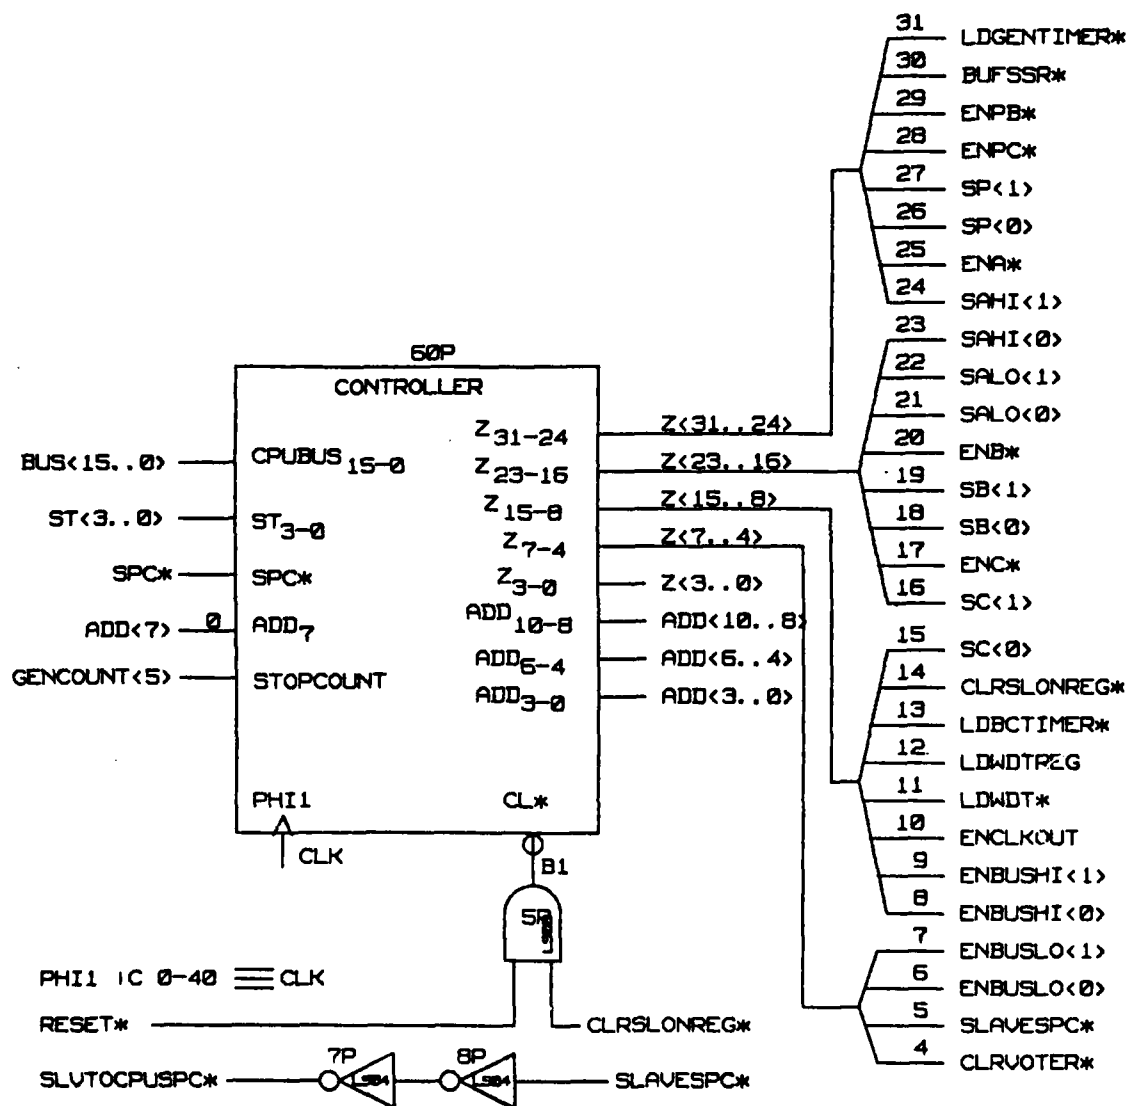 31 LDGENTIMER*
30 BUFSSR*
29 ENPB*
28 ENPC*
27 SP<1>
26 SP<0>
25 ENA*
24 SAHI<1>
23 SAHI<0>
22 SALO<1>
21 SALO<0>
20 ENB*
19 SB<1>
18 SB<0>
17 ENC*
16 SC<1>
15 SC<0>
14 CLRSLONREG*
13 LDBCTIMER*
12 LDWDTREG
11 LDWDT*
10 ENCLKOUT
9 ENBUSHI<1>
8 ENBUSHI<0>
7 ENBUSLO<1>
6 ENBUSLO<0>
5 SLAVESPC*
4 CLRVOTER*
60P
CONTROLLER
BUS<15..0> CPUBUS15-0
ST<3..0> ST3-0
SPC* SPC*
ADD<7> 0 ADD7
GENCOUNT<5> STOPCOUNT
Z31-24 Z<31..24>
Z23-16 Z<23..16>
Z15-8 Z<15..8>
Z7-4 Z<7..4>
Z3-0 Z<3..0>
ADD10-8 ADD<10..8>
ADD6-4 ADD<6..4>
ADD3-0 ADD<3..0>
PHI1 CL*
CLK
B1
PHI1 C 0-40 CLK
RESET* CLRSLONREG*
7P 8P
SLVTOCPUSPC* LS04 LS04 SLAVESPC*